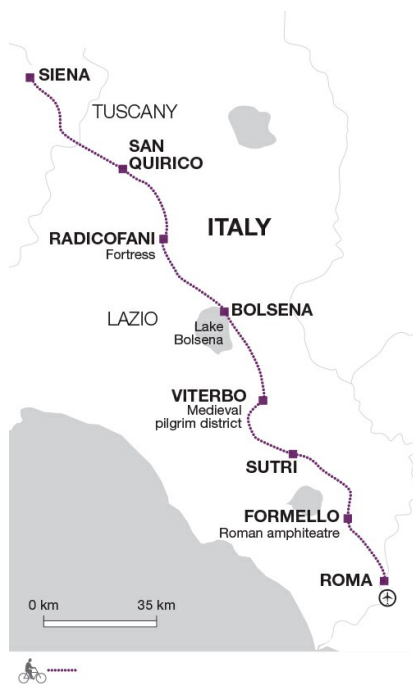 SIENA
TUSCANY
SAN
QUIRICO
ITALY
RADICOFANI
Fortress
BOLSENA
LAZIO
Lake
Bolsena
VITERBO
Medieval
pilgrim district
SUTRI
FORMELLO
Roman amphiteatre
ROMA
0 km 35 km